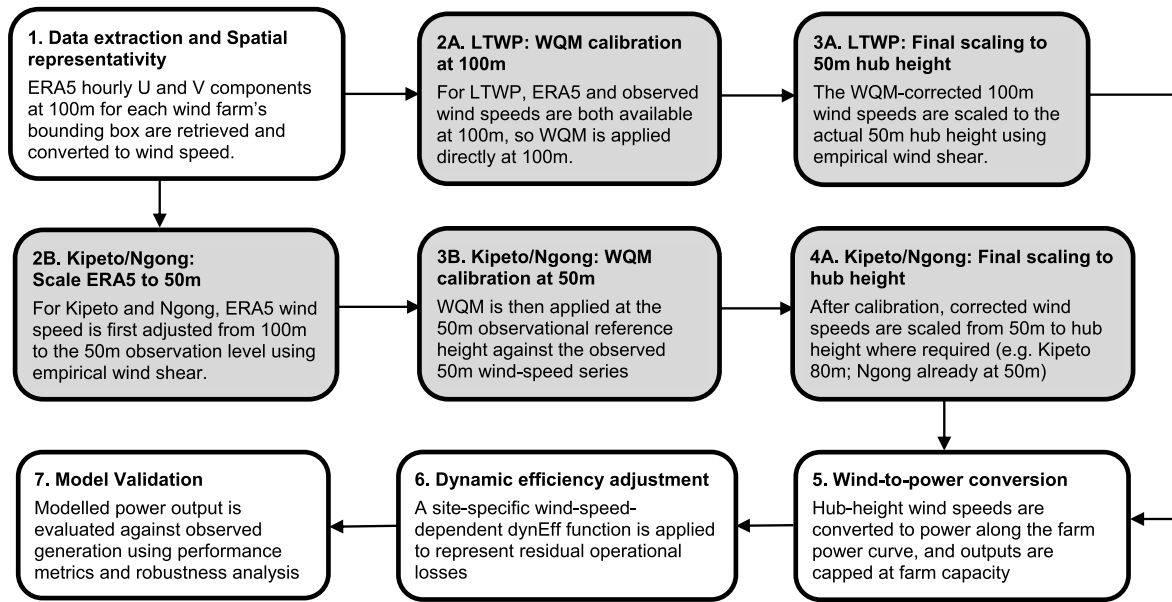 1. Data extraction and Spatial
representativity
ERA5 hourly U and V components
at 100m for each wind farm's
bounding box are retrieved and
converted to wind speed.
2A. LTWP: WQM calibration
at 100m
For LTWP, ERA5 and observed
wind speeds are both available
at 100m, so WQM is applied
directly at 100m.
3A. LTWP: Final scaling to
50m hub height
The WQM-corrected 100m
wind speeds are scaled to the
actual 50m hub height using
empirical wind shear.
2B. Kipeto/Ngong:
Scale ERA5 to 50m
For Kipeto and Ngong, ERA5 wind
speed is first adjusted from 100m
to the 50m observation level using
empirical wind shear.
3B. Kipeto/Ngong: WQM
calibration at 50m
WQM is then applied at the
50m observational reference
height against the observed
50m wind-speed series
4A. Kipeto/Ngong: Final scaling to
hub height
After calibration, corrected wind
speeds are scaled from 50m to hub
height where required (e.g. Kipeto
80m; Ngong already at 50m)
7. Model Validation
Modelled power output is
evaluated against observed
generation using performance
metrics and robustness analysis
6. Dynamic efficiency adjustment
A site-specific wind-speed-
dependent dynEff function is applied
to represent residual operational
losses
5. Wind-to-power conversion
Hub-height wind speeds are
converted to power along the farm
power curve, and outputs are
capped at farm capacity